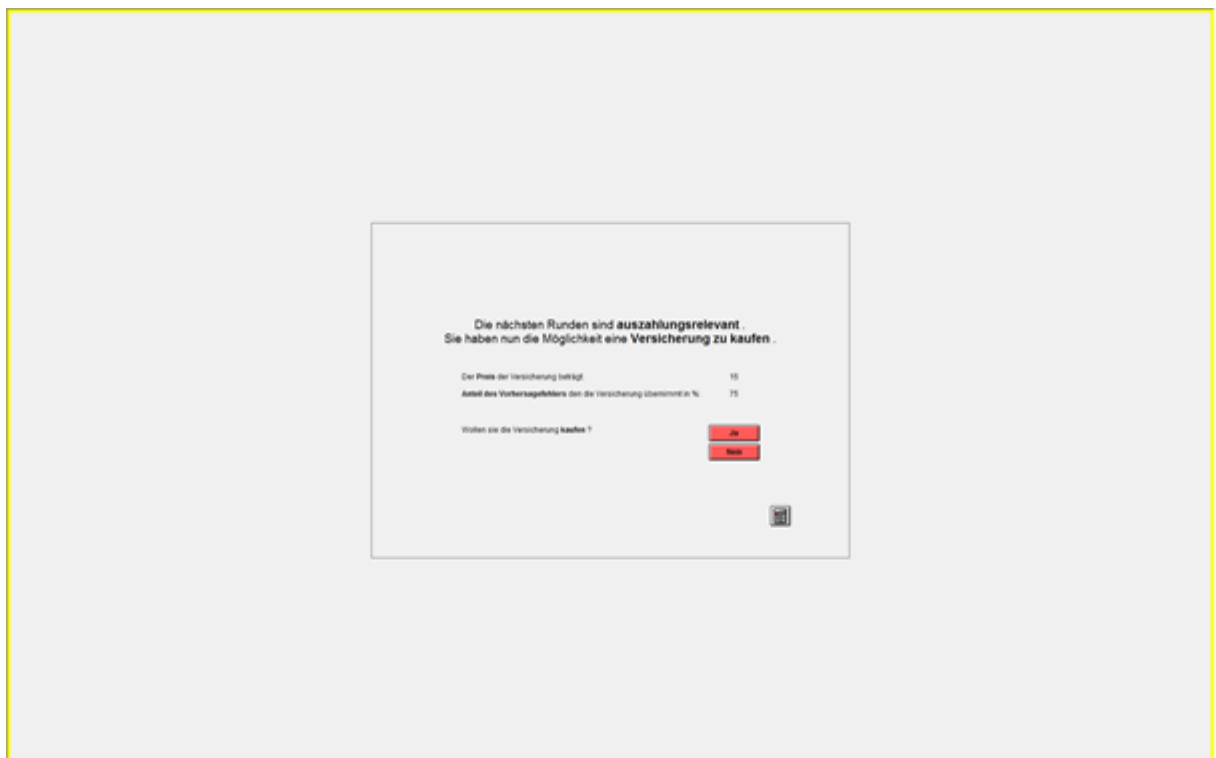 Die nächsten Runden sind auszahlungsrelevant .
Sie haben nun die Möglichkeit eine Versicherung zu kaufen .
Der Preis der Versicherung beträgt 15
Anteil des Vorhersagefehlers den die Versicherung übernimmt in %: 75
Wollen sie die Versicherung kaufen ?
Ja
Nein